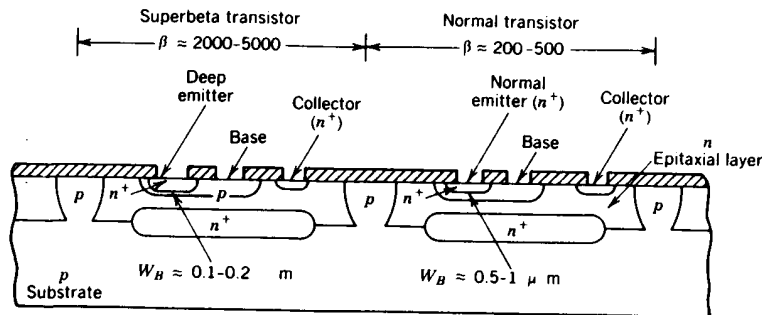 Superbeta transistor
β ≈ 2000-5000
Normal transistor
β ≈ 200-500
Deep
emitter
Collector
(n⁺)
Base
Normal
emitter (n⁺)
Collector
(n⁺)
Base
n
Epitaxial layer
p
n⁺
p
p
n⁺
p
n⁺
n⁺
W_B ≈ 0.1-0.2 m
W_B ≈ 0.5-1 μ m
p
Substrate